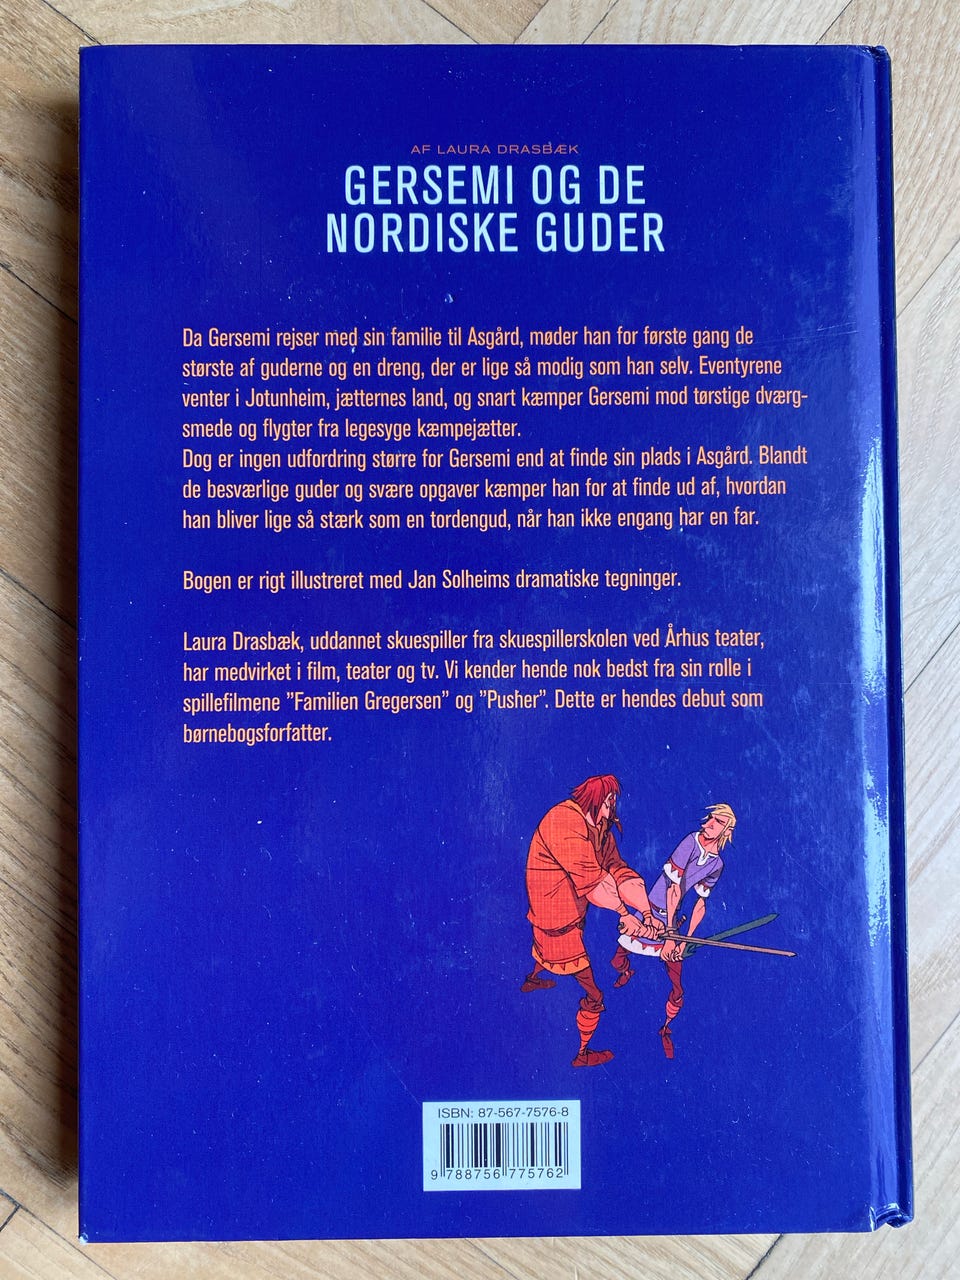 AF LAURA DRASBÆK
GERSEMI OG DE
NORDISKE GUDER
Da Gersemi rejser med sin familie til Asgård, møder han for første gang de
største af guderne og en dreng, der er lige så modig som han selv. Eventyrene
venter i Jotunheim, jætternes land, og snart kæmper Gersemi mod tørstige dværg-
smede og flygter fra legesyge kæmpejætter.
Dog er ingen udfordring større for Gersemi end at finde sin plads i Asgård. Blandt
de besværlige guder og svære opgaver kæmper han for at finde ud af, hvordan
han bliver lige så stærk som en tordengud, når han ikke engang har en far.
Bogen er rigt illustreret med Jan Solheims dramatiske tegninger.
Laura Drasbæk, uddannet skuespiller fra skuespillerskolen ved Århus teater,
har medvirket i film, teater og tv. Vi kender hende nok bedst fra sin rolle i
spillefilmene ”Familien Gregersen” og ”Pusher”. Dette er hendes debut som
børnebogsforfatter.
ISBN: 87-567-7576-8
9 788756 775762